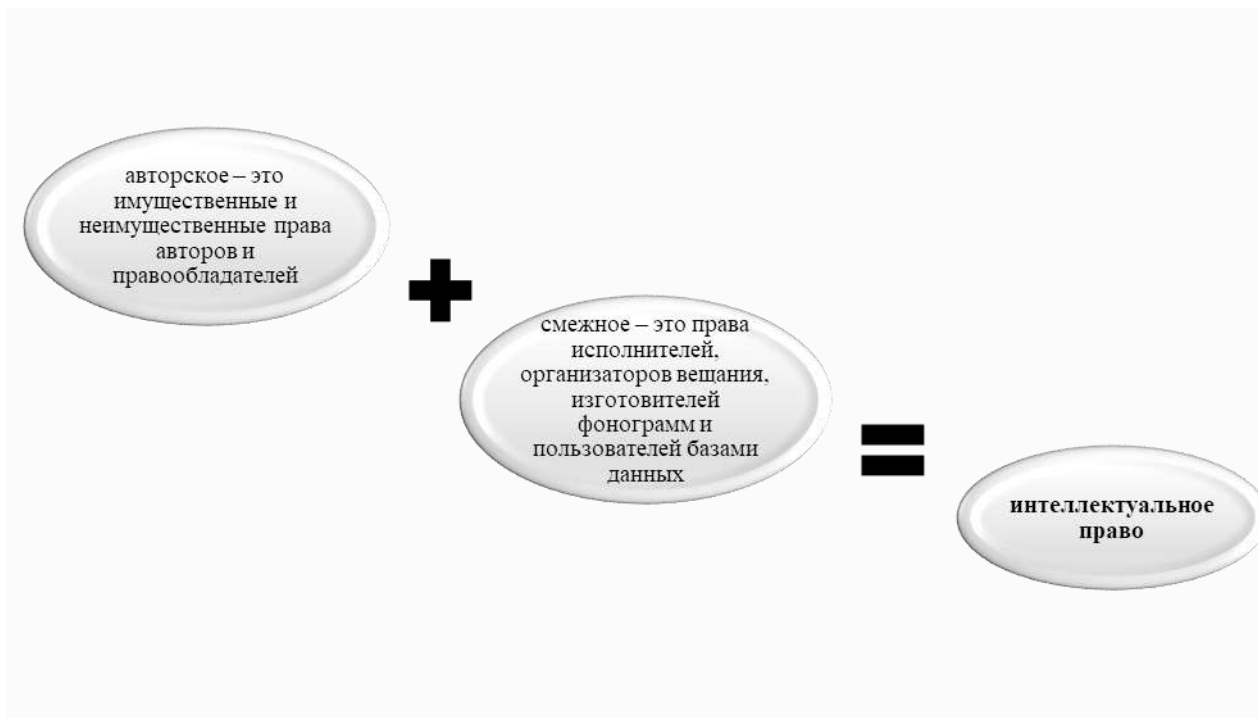 авторское – это
имущественные и
неимущественные права
авторов и
правообладателей
смежное – это права
исполнителей,
организаторов вещания,
изготовителей
фонограмм и
пользователей базами
данных
интеллектуальное
право